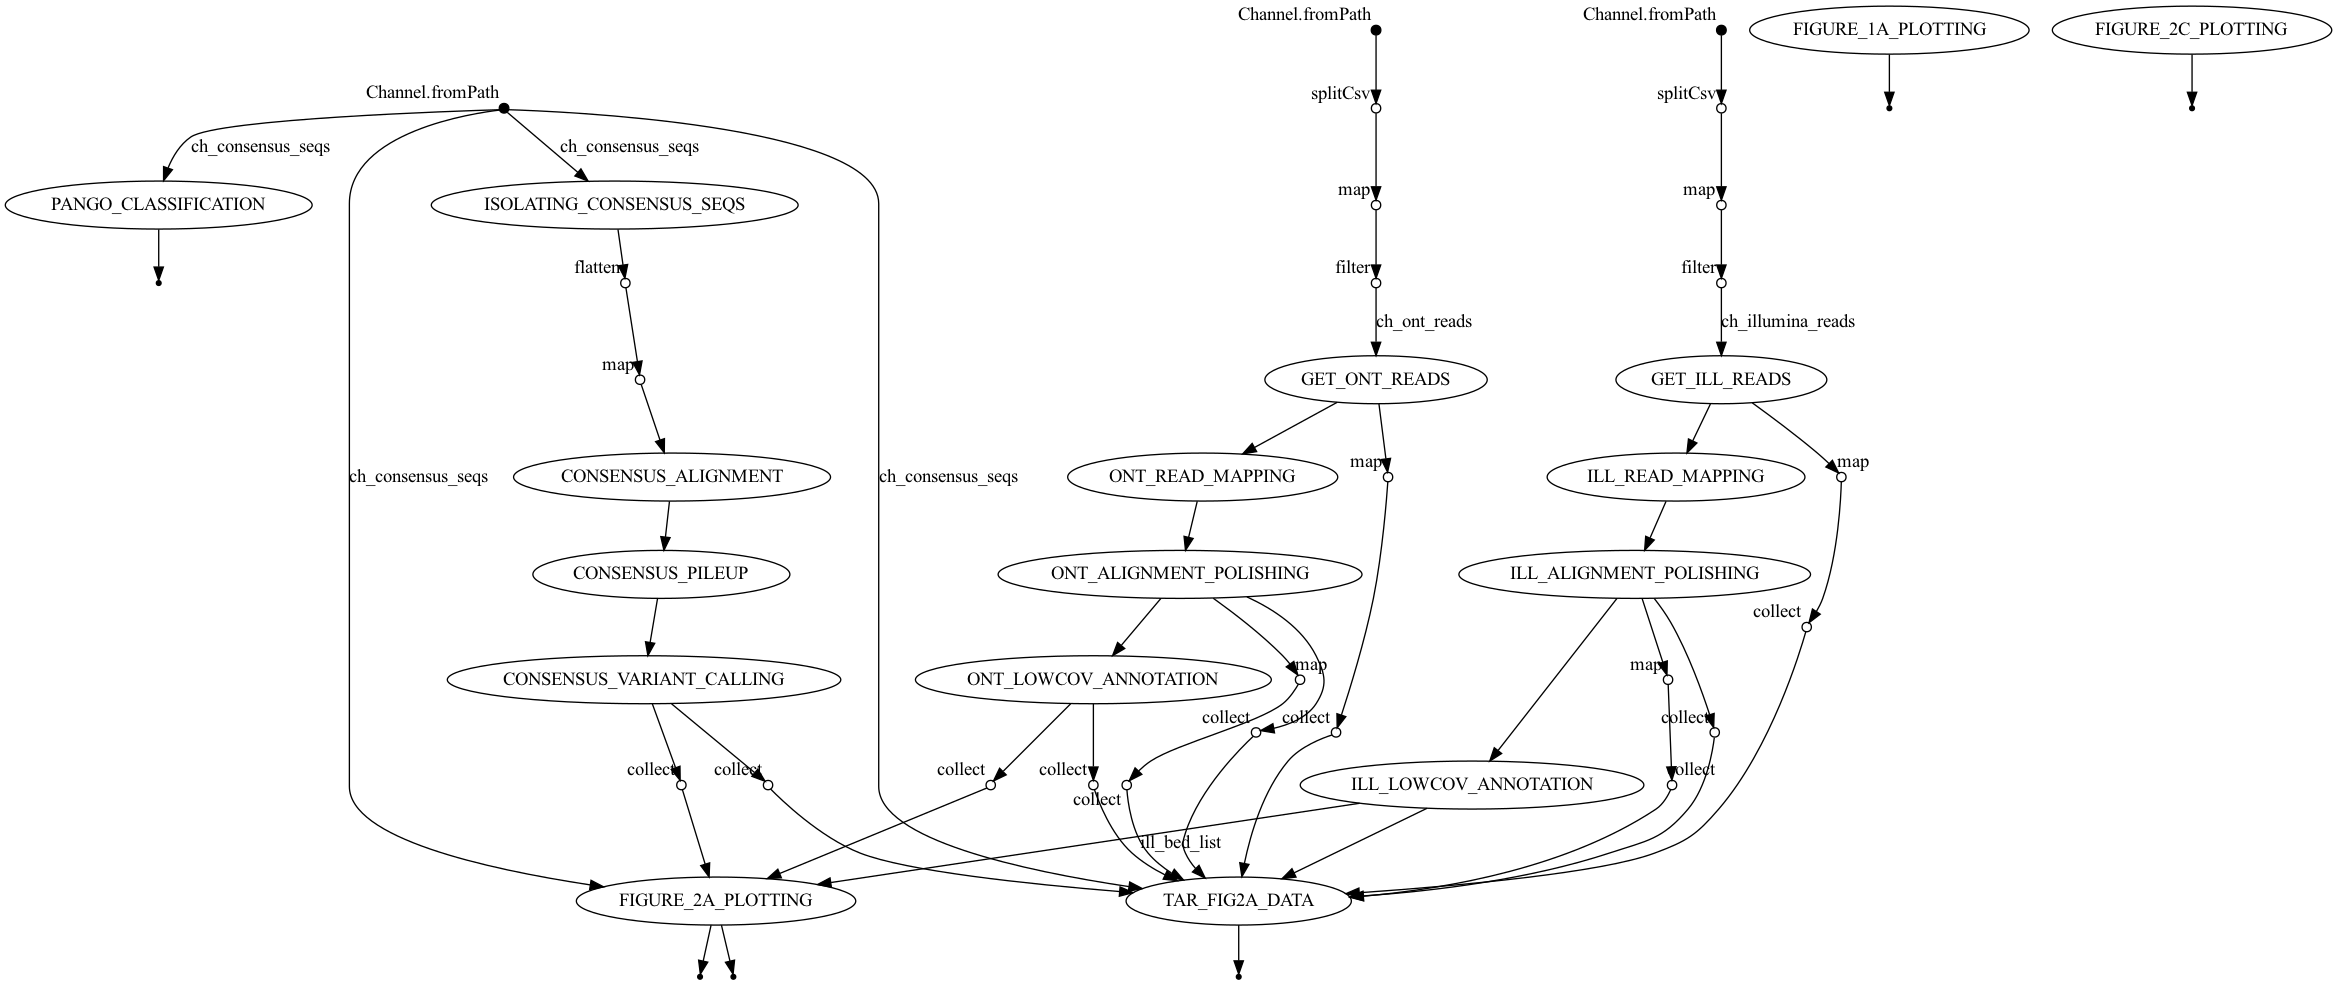 Channel.fromPath
Channel.fromPath
FIGURE_1A_PLOTTING
FIGURE_2C_PLOTTING
Channel.fromPath
splitCsv
splitCsv
ch_consensus_seqs
ch_consensus_seqs
map
map
PANGO_CLASSIFICATION
ISOLATING_CONSENSUS_SEQS
flatten
filter
filter
ch_ont_reads
ch_illumina_reads
map
GET_ONT_READS
GET_ILL_READS
map
map
ch_consensus_seqs
CONSENSUS_ALIGNMENT
ch_consensus_seqs
ONT_READ_MAPPING
ILL_READ_MAPPING
CONSENSUS_PILEUP
ONT_ALIGNMENT_POLISHING
ILL_ALIGNMENT_POLISHING
collect
map
map
CONSENSUS_VARIANT_CALLING
ONT_LOWCOV_ANNOTATION
collect
collect
collect
collect
collect
collect
collect
collect
ILL_LOWCOV_ANNOTATION
collect
ill_bed_list
FIGURE_2A_PLOTTING
TAR_FIG2A_DATA